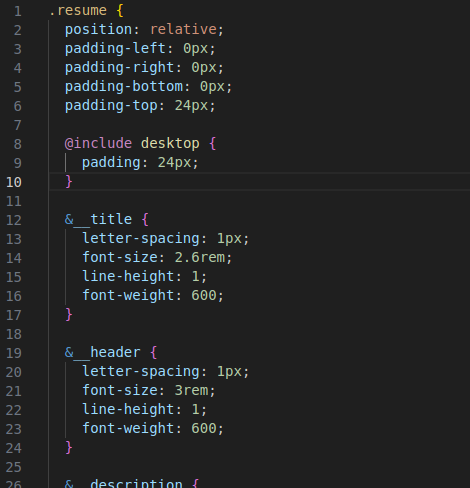 1 .resume {
2 position: relative;
3 padding-left: 0px;
4 padding-right: 0px;
5 padding-bottom: 0px;
6 padding-top: 24px;
7
8 @include desktop {
9 padding: 24px;
10 }
11
12 &__title {
13 letter-spacing: 1px;
14 font-size: 2.6rem;
15 line-height: 1;
16 font-weight: 600;
17 }
18
19 &__header {
20 letter-spacing: 1px;
21 font-size: 3rem;
22 line-height: 1;
23 font-weight: 600;
24 }
25
26 &__description {